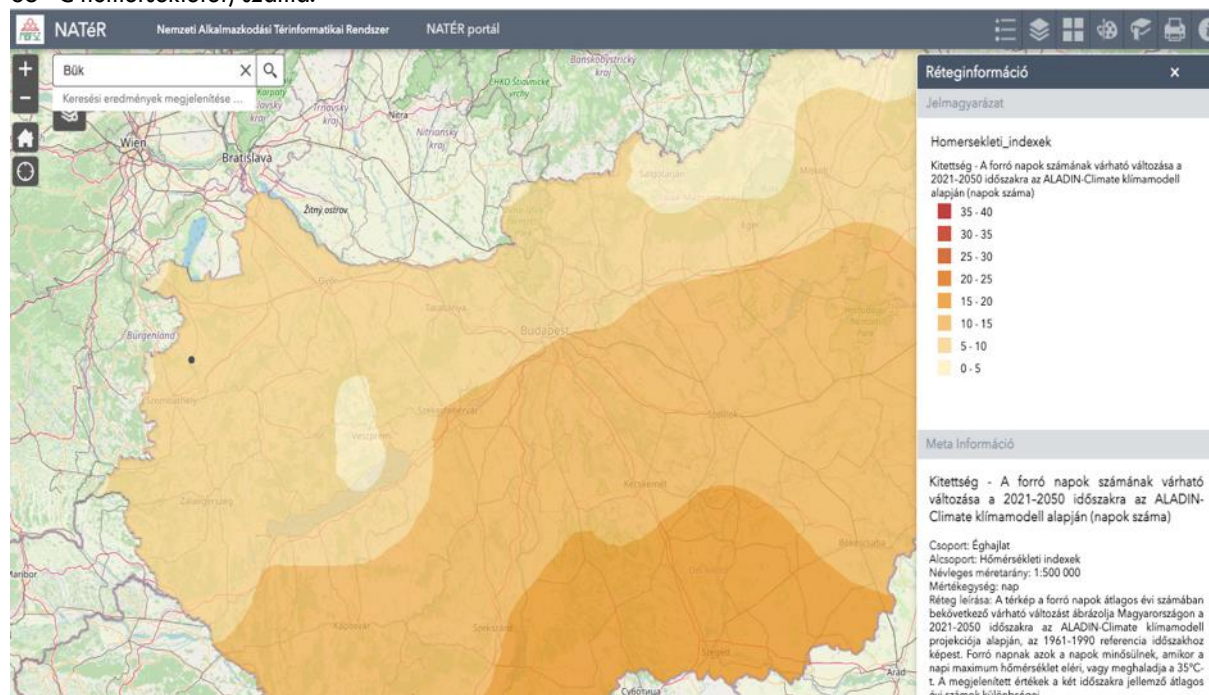 NATéR
Nemzeti Alkalmazkodási Térinformatikai Rendszer
NATéR portál
Bük
Keresési eredmények megjelenítése ...
Réteginformáció
Jelmagyarázat
Homersekleti_indexek
Kitettség - A forró napok számának várható változása a
2021-2050 időszakra az ALADIN-Climate klímamodell
alapján (napok száma)
35 - 40
30 - 35
25 - 30
20 - 25
15 - 20
10 - 15
5 - 10
0 - 5
Meta Információ
Kitettség - A forró napok számának várható
változása a 2021-2050 időszakra az ALADIN-
Climate klímamodell alapján (napok száma)
Csoport: Éghajlat
Alcsoport: Hőmérsékleti indexek
Névleges méretarány: 1:500 000
Mértékegység: nap
Réteg leírása: A térkép a forró napok átlagos évi számában
bekövetkező várható változást ábrázolja Magyarországon a
2021-2050 időszakra az ALADIN-Climate klímamodell
projekciója alapján, az 1961-1990 referencia időszakhoz
képest. Forró napnak azok a napok minősülnek, amikor a
napi maximum hőmérséklet eléri, vagy meghaladja a 35°C-
t. A megjelenített értékek a két időszakra jellemző átlagos
Banskobystrický
kraj
Nitra
Nitriansky
kraj
Trnavský
kraj
Wien
Bratislava
Žitný ostrov
Salgótarján
Miskolc
Eger
Győr
Tatabánya
Budapest
Burgenland
Szombathely
Székesfehérvár
Veszprém
Szolnok
Zalaegerszeg
Kecskemét
Békéscsaba
Maribor
Kaposvár
Szekszárd
Szeged
Arad
Суботица